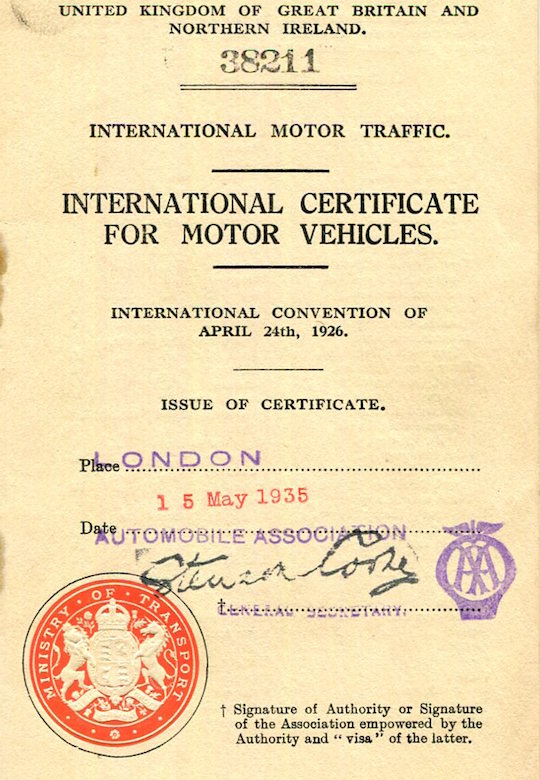 UNITED KINGDOM OF GREAT BRITAIN AND
NORTHERN IRELAND.
38211
INTERNATIONAL MOTOR TRAFFIC.
INTERNATIONAL CERTIFICATE
FOR MOTOR VEHICLES.
INTERNATIONAL CONVENTION OF
APRIL 24th, 1926.
ISSUE OF CERTIFICATE.
Place LONDON
15 May 1935
Date
AUTOMOBILE ASSOCIATION
AA
Stenson Cooke
†
GENERAL SECRETARY.
MINISTRY · OF · TRANSPORT
† Signature of Authority or Signature
of the Association empowered by the
Authority and “ visa ” of the latter.